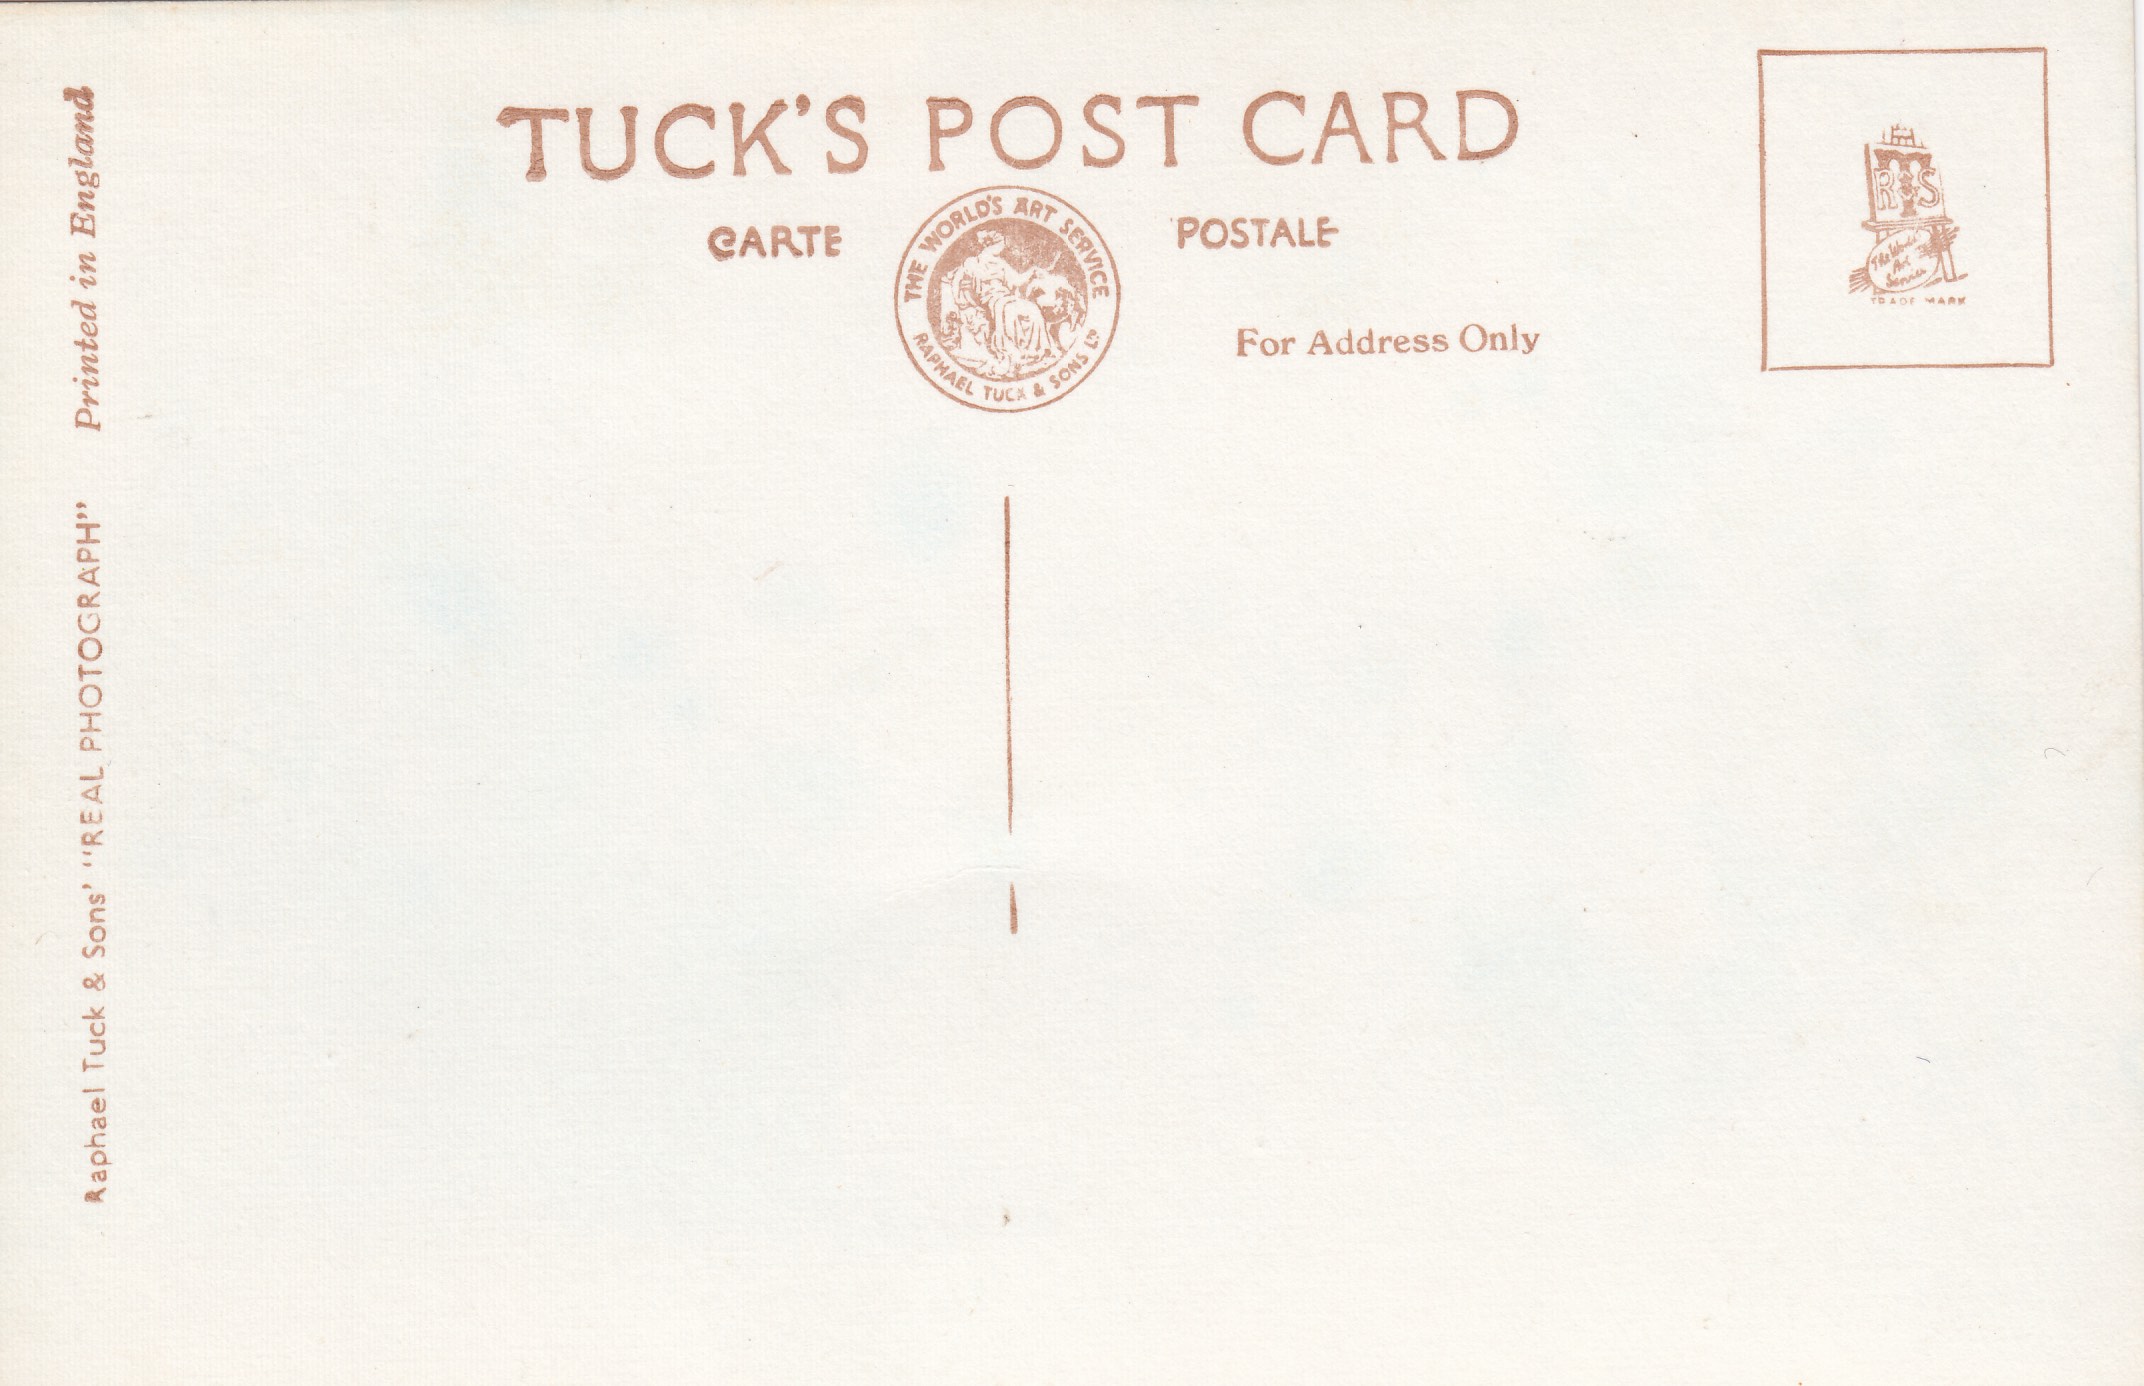 TUCK'S POST CARD
CARTE POSTALE
THE WORLD'S ART SERVICE
RAPHAEL TUCK & SONS LTD
For Address Only
R T & S
The World's
Art
Service
TRADE MARK
Raphael Tuck & Sons' "REAL PHOTOGRAPH" Printed in England